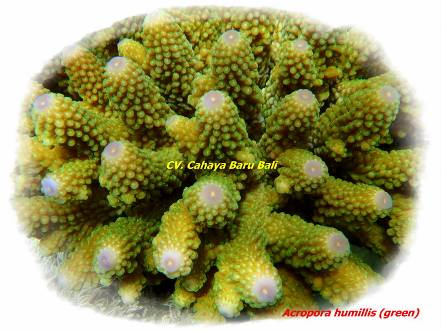 CV. Cahaya Baru Bali
Acropora humillis (green)